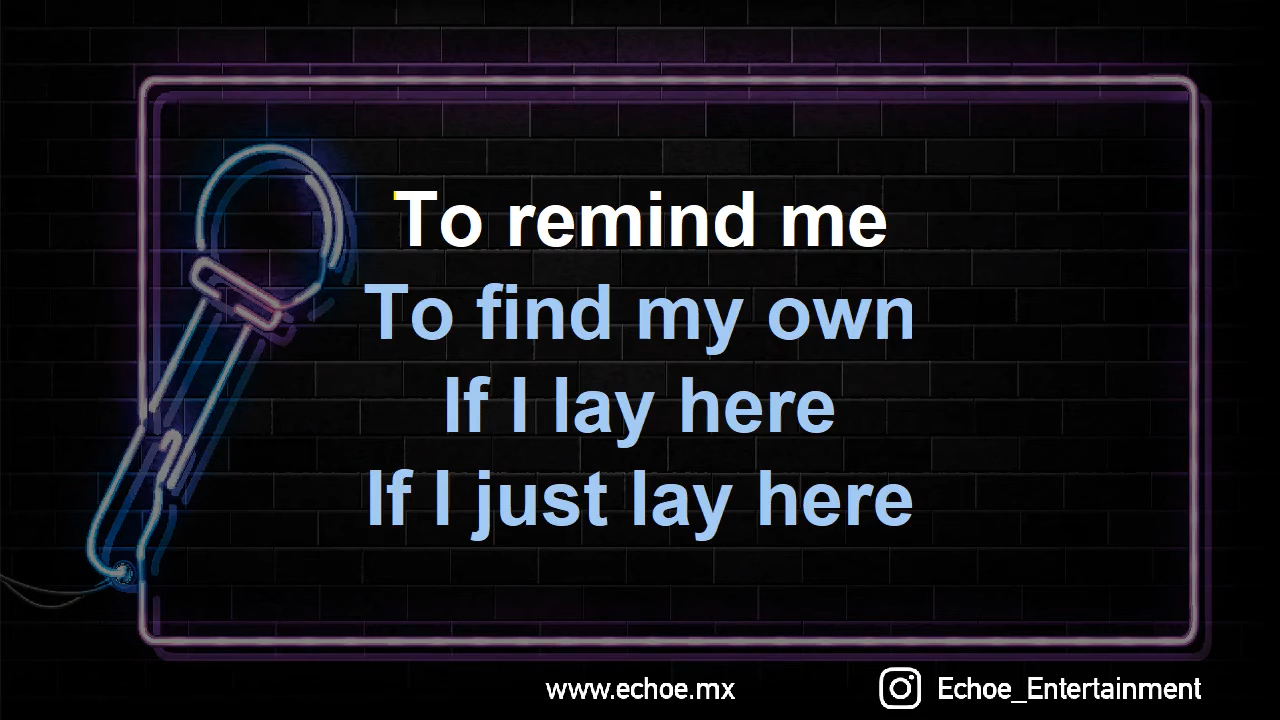 To remind me
To find my own
If I lay here
If I just lay here
www.echoe.mx
Echoe_Entertainment